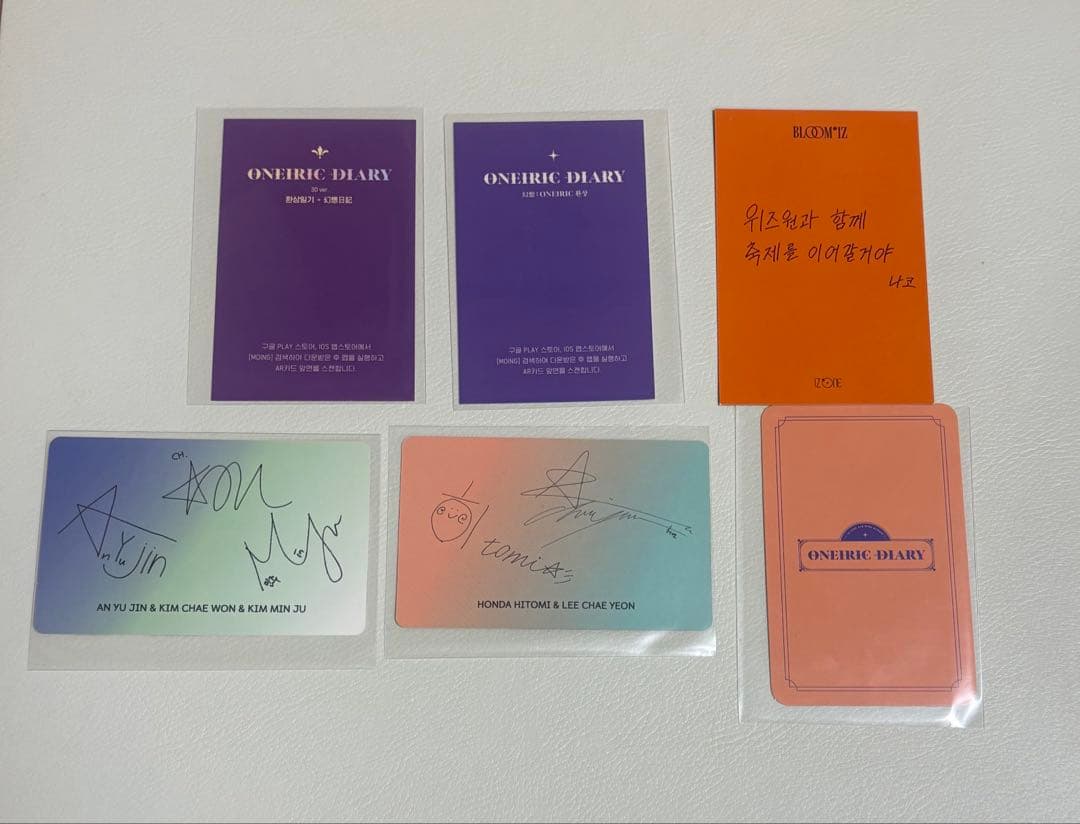 ONEIRIC DIARY
3D ver.
환상일기 - 幻想日記
구글 PLAY 스토어, IOS 앱스토어에서
[MOING] 검색하여 다운받은 후 앱을 실행하고
AR카드 앞면을 스캔합니다.
ONEIRIC DIARY
幻想 : ONEIRIC 환상
구글 PLAY 스토어, IOS 앱스토어에서
[MOING] 검색하여 다운받은 후 앱을 실행하고
AR카드 앞면을 스캔합니다.
BLOOM*IZ
위즈원과 함께
축제를 이어갈거야
나코
IZ*ONE
CH.
An Yu jin
AN YU JIN & KIM CHAE WON & KIM MIN JU
tomi
HONDA HITOMI & LEE CHAE YEON
ONEIRIC DIARY